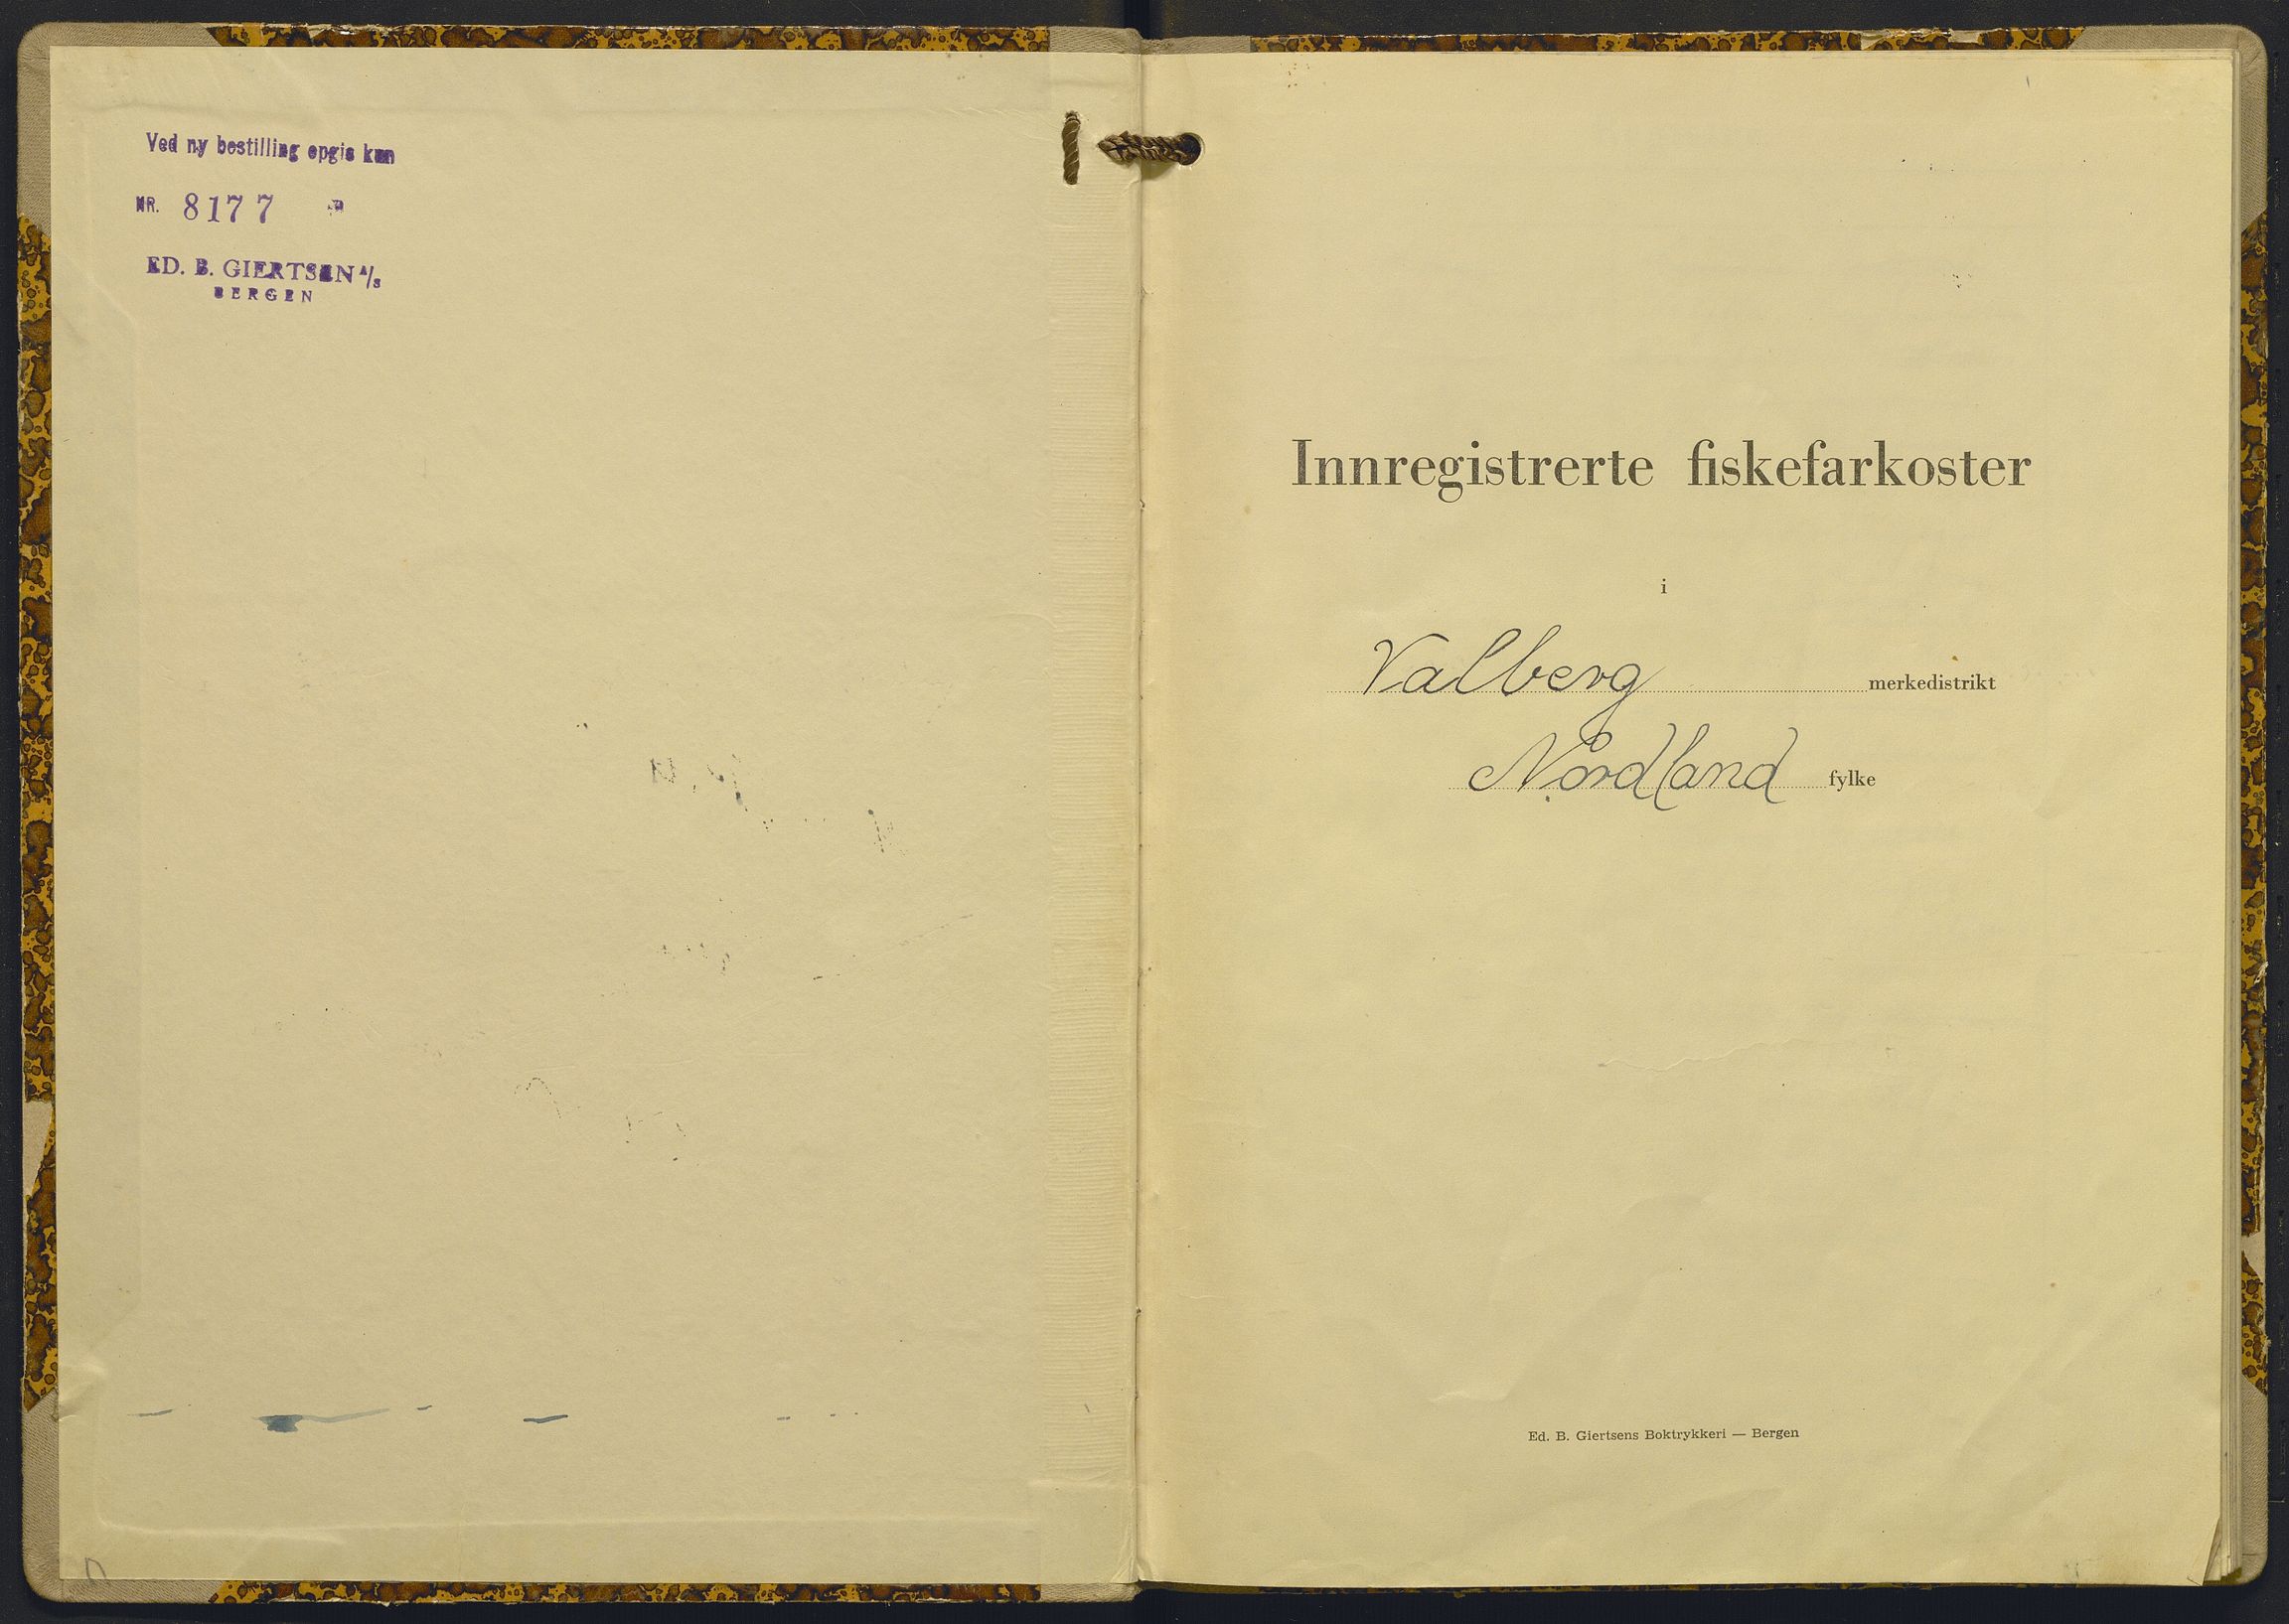 Ved ny bestilling opgis kun
NR. 8177
ED. B. GIERTSEN A/S
BERGEN
Innregistrerte fiskefarkoster
i
Valberg merkedistrikt
Nordland fylke
Ed. B. Giertsens Boktrykkeri — Bergen